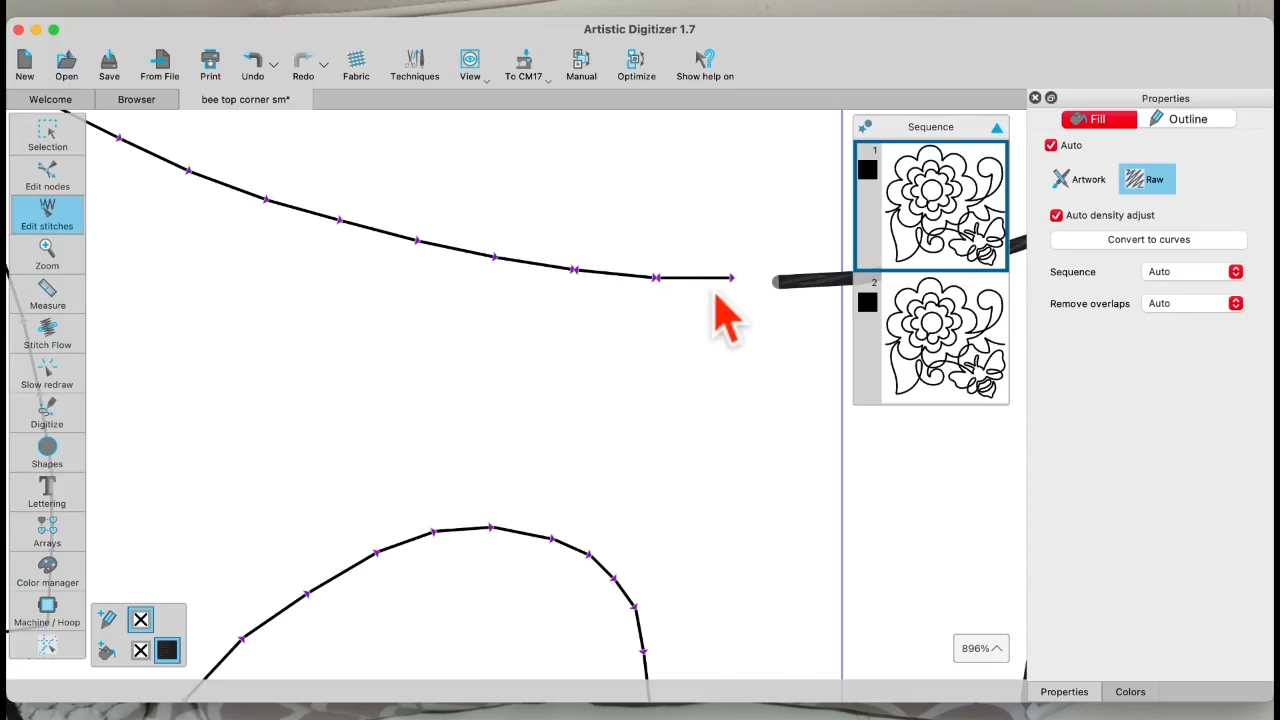 Artistic Digitizer 1.7
New Open Save From File Print Undo Redo Fabric Techniques View To CM17 Manual Optimize Show help on
Welcome Browser bee top corner sm*
Properties
Fill Outline
Auto
Artwork Raw
Auto density adjust
Convert to curves
Sequence Auto
Remove overlaps Auto
Selection
Edit nodes
Edit stitches
Zoom
Measure
Stitch Flow
Slow redraw
Digitize
Shapes
Lettering
Arrays
Color manager
Machine / Hoop
Sequence
1
2
896%
Properties Colors